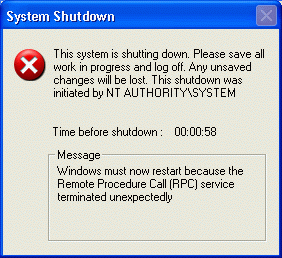 System Shutdown
This system is shutting down. Please save all
work in progress and log off. Any unsaved
changes will be lost. This shutdown was
initiated by NT AUTHORITY\SYSTEM
Time before shutdown : 00:00:58
Message
Windows must now restart because the
Remote Procedure Call (RPC) service
terminated unexpectedly